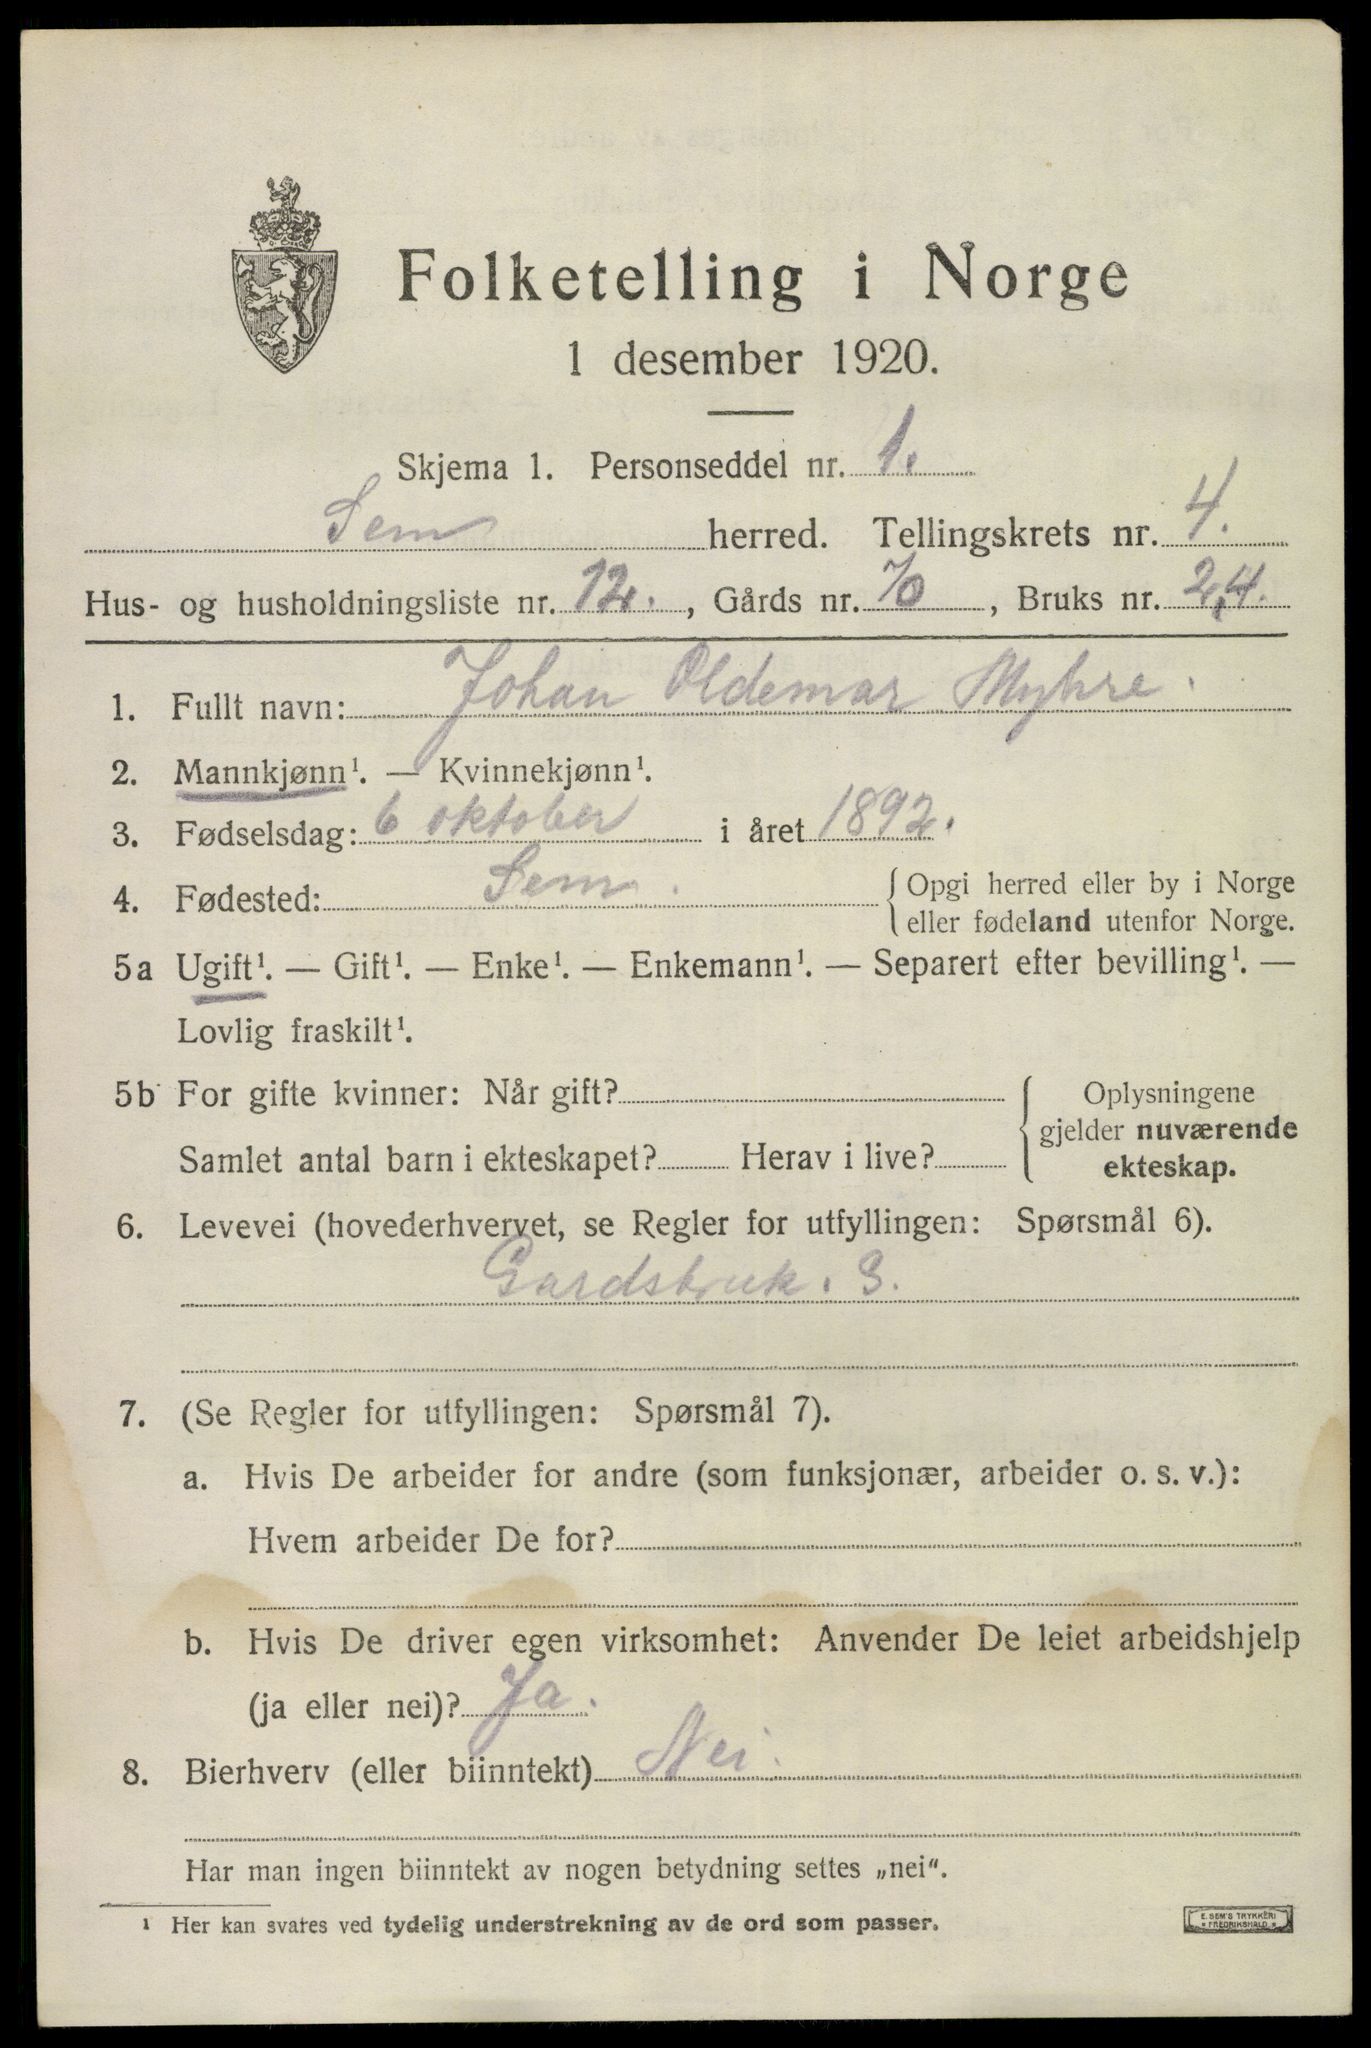 Folketelling i Norge
1 desember 1920.
Skjema 1. Personseddel nr. 1.
Sem herred. Tellingskrets nr. 4.
Hus- og husholdningsliste nr. 12., Gårds nr. 70, Bruks nr. 2,4.
1. Fullt navn: Johan Oldemar Myhre.
2. Mannkjønn¹. — Kvinnekjønn¹.
3. Fødselsdag: 6 oktober i året 1892.
4. Fødested: Sem. Opgi herred eller by i Norge
eller fødeland utenfor Norge.
5a Ugift¹. — Gift¹. — Enke¹. — Enkemann¹. — Separert efter bevilling¹. —
Lovlig fraskilt¹.
5b For gifte kvinner: Når gift? Oplysningene
gjelder nuværende
Samlet antal barn i ekteskapet? Herav i live? ekteskap.
6. Levevei (hovederhvervet, se Regler for utfyllingen: Spørsmål 6).
Gardsbruk. S.
7. (Se Regler for utfyllingen: Spørsmål 7).
a. Hvis De arbeider for andre (som funksjonær, arbeider o. s. v.):
Hvem arbeider De for?
b. Hvis De driver egen virksomhet: Anvender De leiet arbeidshjelp
(ja eller nei)? Ja.
8. Bierhverv (eller biinntekt) Nei.
Har man ingen biinntekt av nogen betydning settes „nei“.
¹ Her kan svares ved tydelig understrekning av de ord som passer.
E. SEM'S TRYKKERI
FREDRIKSHALD